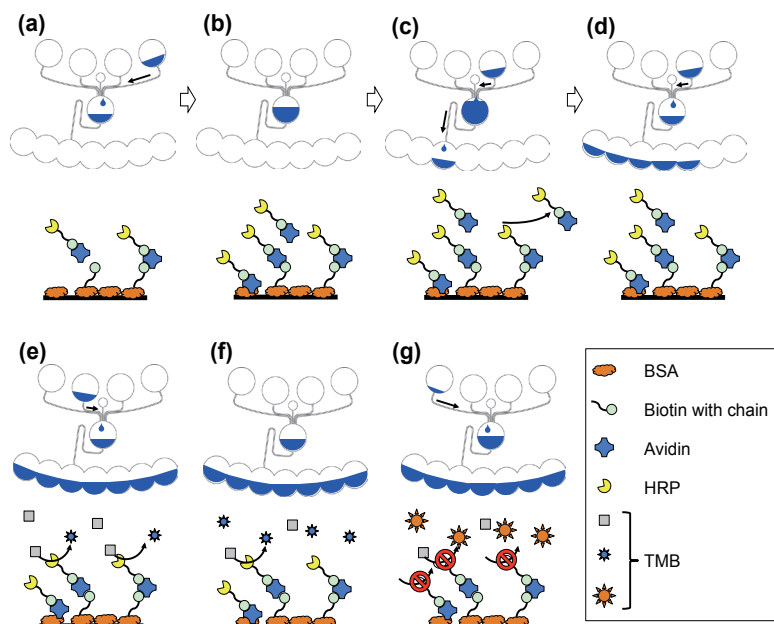 (a)
(b)
(c)
(d)
(e)
(f)
(g)
BSA
Biotin with chain
Avidin
HRP
TMB